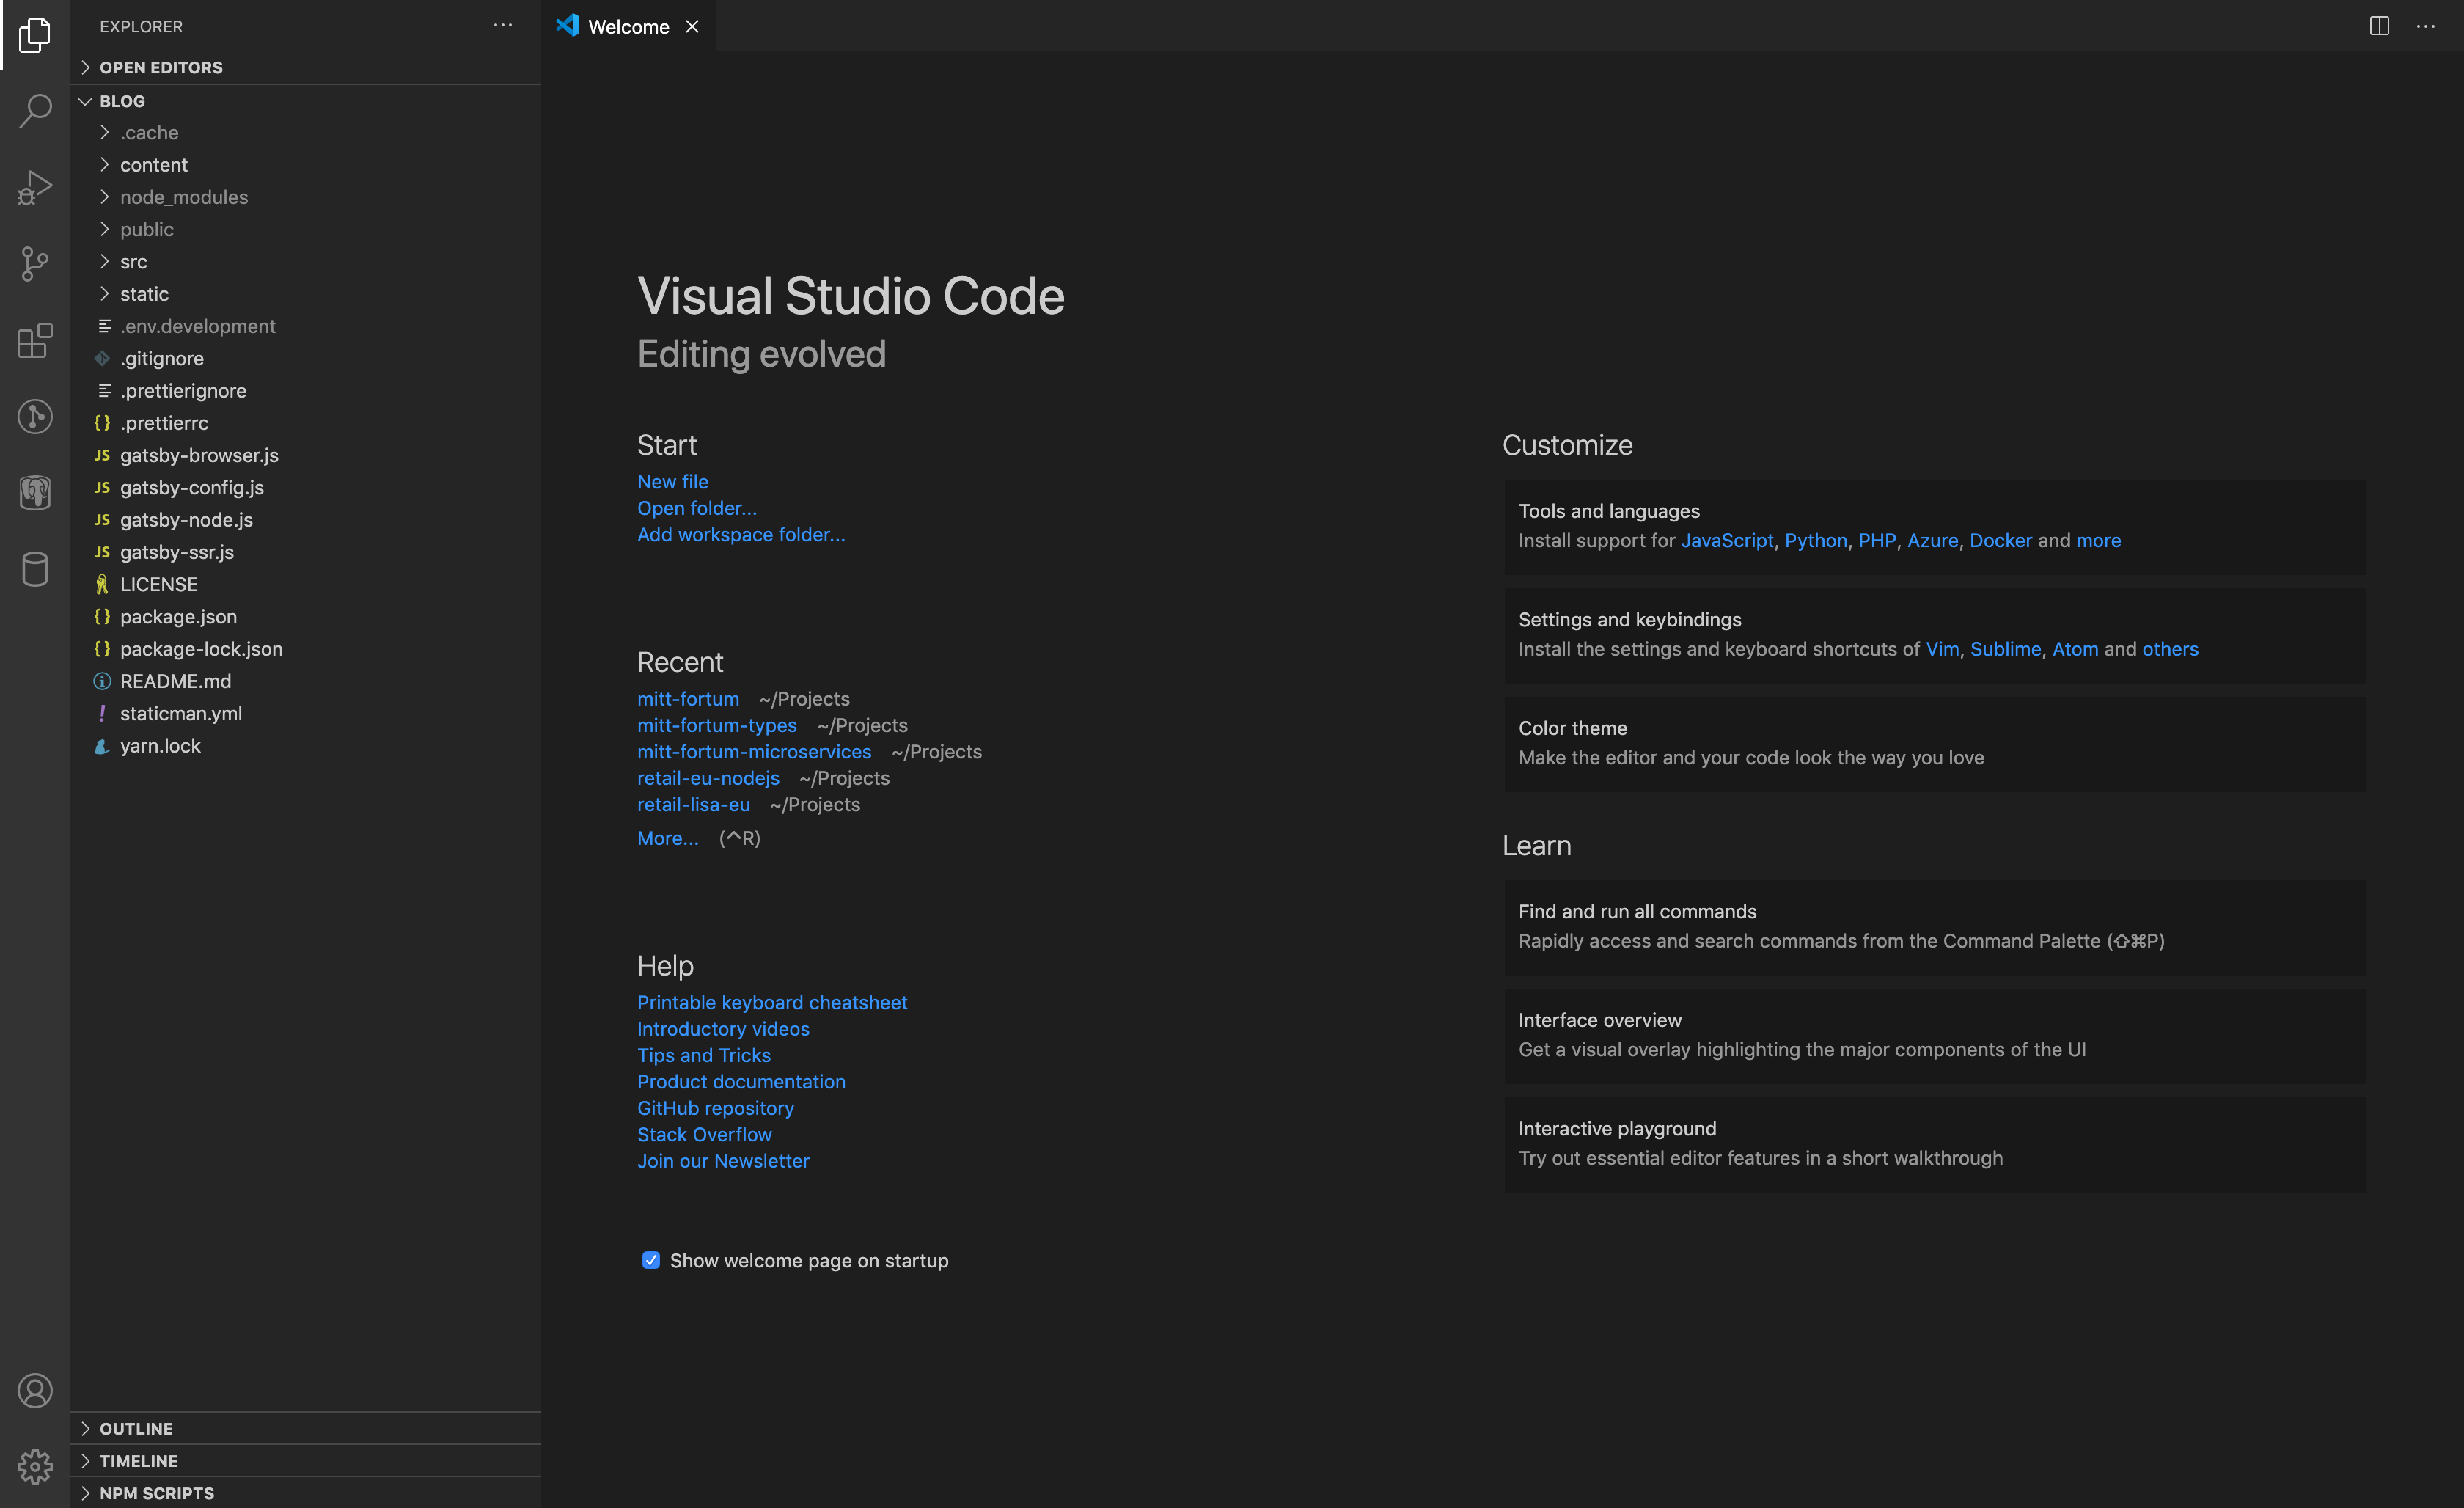 EXPLORER
OPEN EDITORS
BLOG
.cache
content
node_modules
public
src
static
.env.development
.gitignore
.prettierignore
{} .prettierrc
JS gatsby-browser.js
JS gatsby-config.js
JS gatsby-node.js
JS gatsby-ssr.js
LICENSE
{} package.json
{} package-lock.json
README.md
! staticman.yml
yarn.lock
OUTLINE
TIMELINE
NPM SCRIPTS
Welcome
Visual Studio Code
Editing evolved
Start
New file
Open folder...
Add workspace folder...
Recent
mitt-fortum ~/Projects
mitt-fortum-types ~/Projects
mitt-fortum-microservices ~/Projects
retail-eu-nodejs ~/Projects
retail-lisa-eu ~/Projects
More... (^R)
Help
Printable keyboard cheatsheet
Introductory videos
Tips and Tricks
Product documentation
GitHub repository
Stack Overflow
Join our Newsletter
Show welcome page on startup
Customize
Tools and languages
Install support for JavaScript, Python, PHP, Azure, Docker and more
Settings and keybindings
Install the settings and keyboard shortcuts of Vim, Sublime, Atom and others
Color theme
Make the editor and your code look the way you love
Learn
Find and run all commands
Rapidly access and search commands from the Command Palette (⇧⌘P)
Interface overview
Get a visual overlay highlighting the major components of the UI
Interactive playground
Try out essential editor features in a short walkthrough